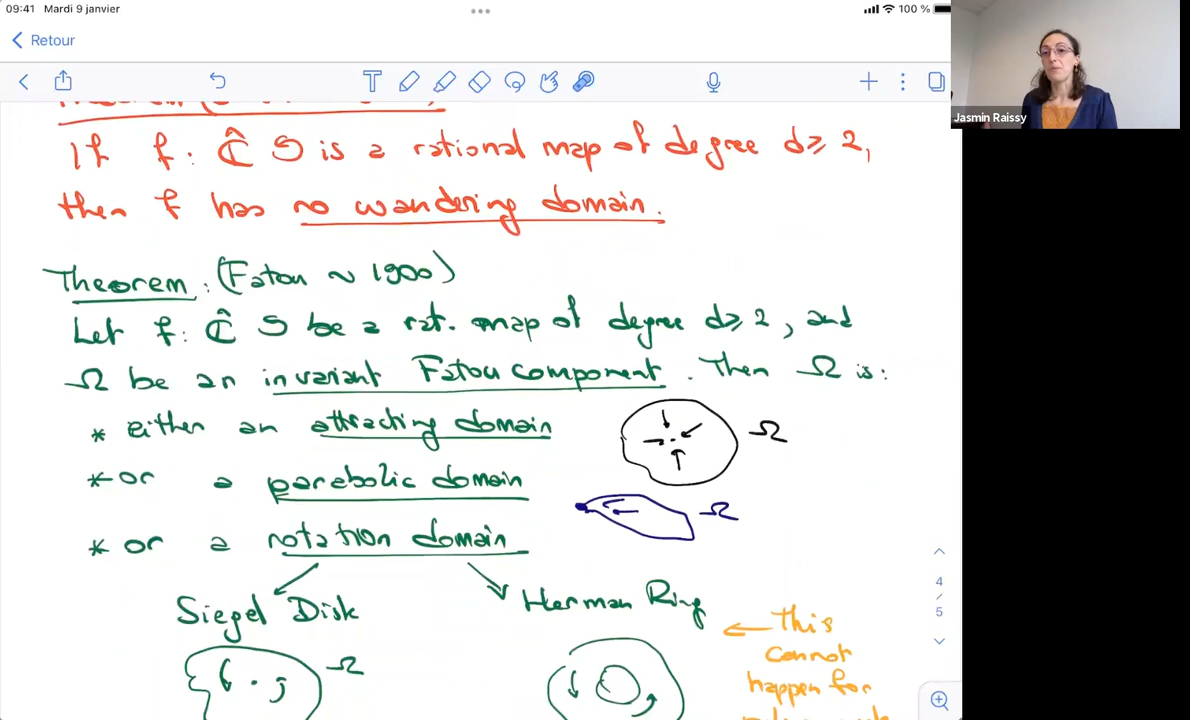 09:41 Mardi 9 janvier
100 %
Retour
Jasmin Raissy
If f: Ĉ ↺ is a rational map of degree d ≥ 2,
then f has no wandering domain.
Theorem: (Fatou ~ 1900)
Let f: Ĉ ↺ be a rat. map of degree d ≥ 2, and
Ω be an invariant Fatou component. Then Ω is:
* either an attracting domain
Ω
* or a parabolic domain
Ω
* or a rotation domain
Siegel Disk
Herman Ring
Ω
← This
cannot
happen for
4
/
5